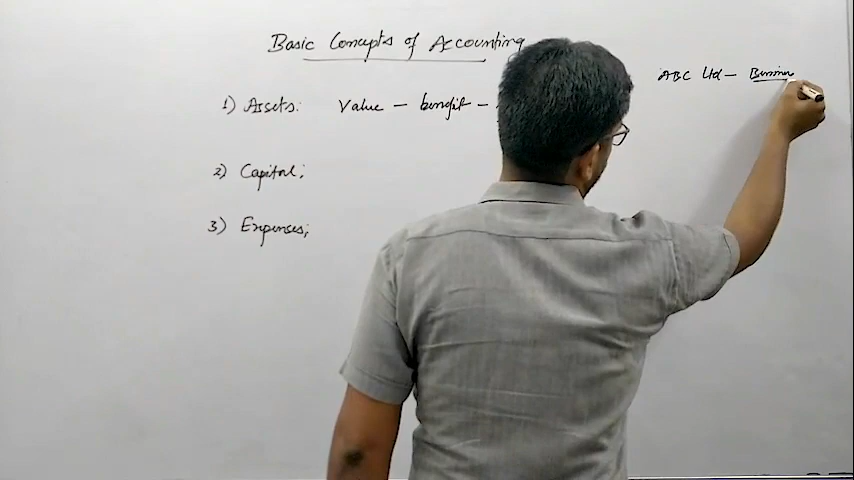 Basic Concepts of Accounting
ABC Ltd —
1) Assets: Value — benefit —
2) Capital;
3) Expenses;